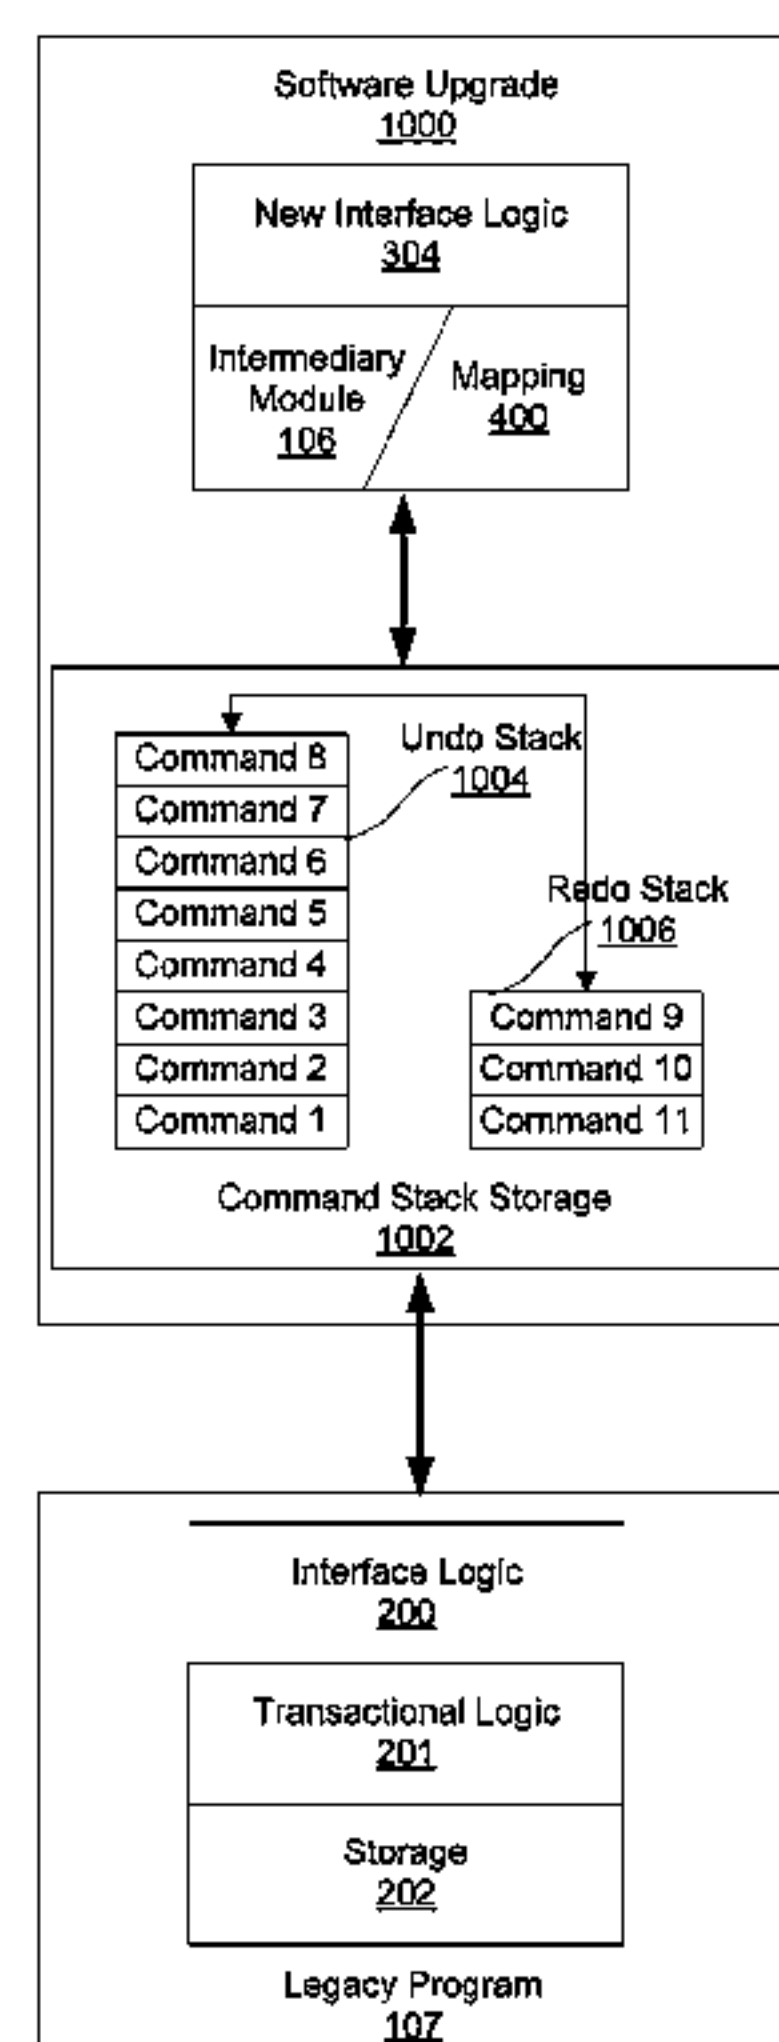 Software Upgrade
1000
New Interface Logic
304
Intermediary
Module
106
Mapping
400
Undo Stack
1004
Command 8
Command 7
Command 6
Command 5
Command 4
Command 3
Command 2
Command 1
Redo Stack
1006
Command 9
Command 10
Command 11
Command Stack Storage
1002
Interface Logic
200
Transactional Logic
201
Storage
202
Legacy Program
107